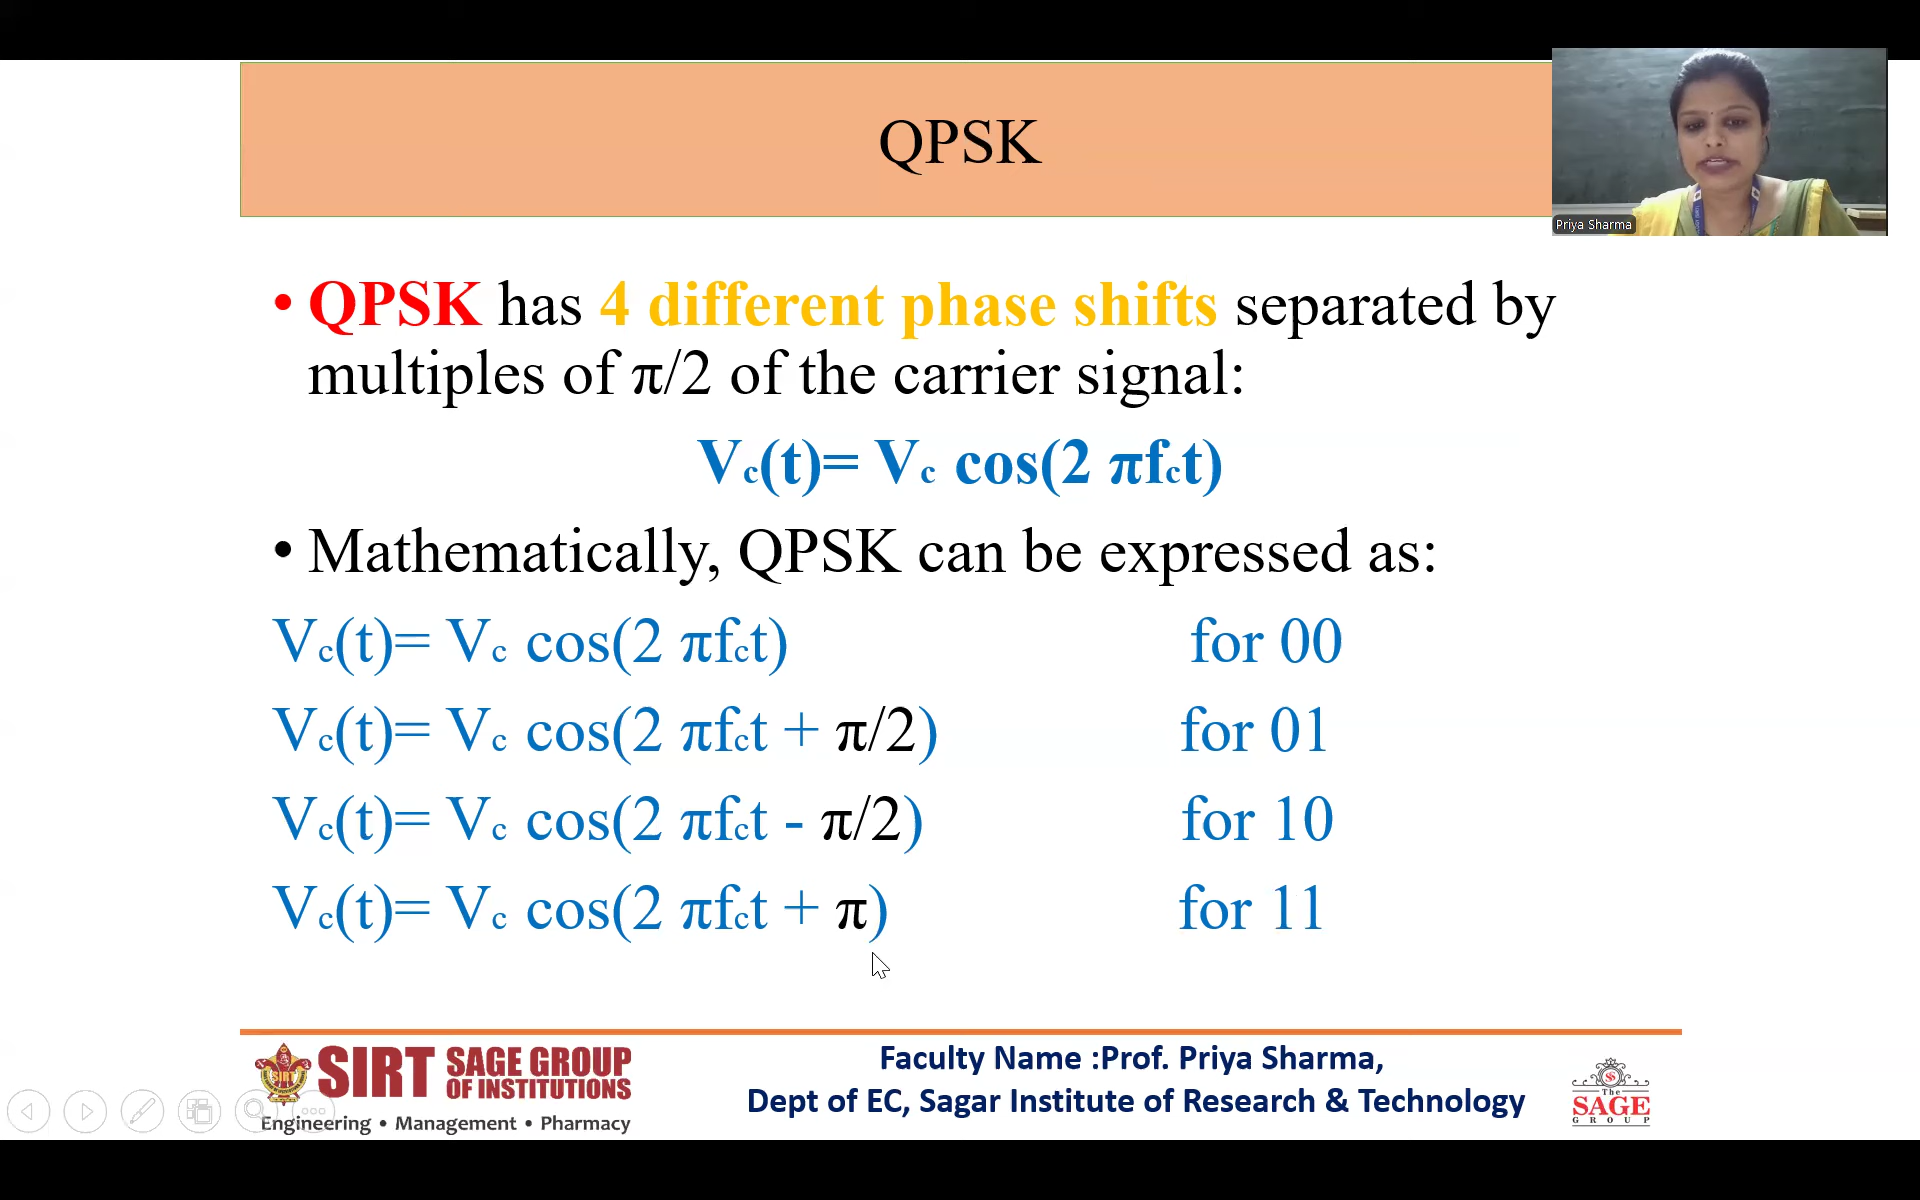 QPSK
Priya Sharma
• QPSK has 4 different phase shifts separated by
multiples of π/2 of the carrier signal:
Vc(t)= Vc cos(2 πfct)
• Mathematically, QPSK can be expressed as:
Vc(t)= Vc cos(2 πfct) for 00
Vc(t)= Vc cos(2 πfct + π/2) for 01
Vc(t)= Vc cos(2 πfct - π/2) for 10
Vc(t)= Vc cos(2 πfct + π) for 11
SIRT SAGE GROUP
OF INSTITUTIONS
SIRT
Engineering • Management • Pharmacy
Faculty Name :Prof. Priya Sharma,
Dept of EC, Sagar Institute of Research & Technology
The
SAGE
GROUP